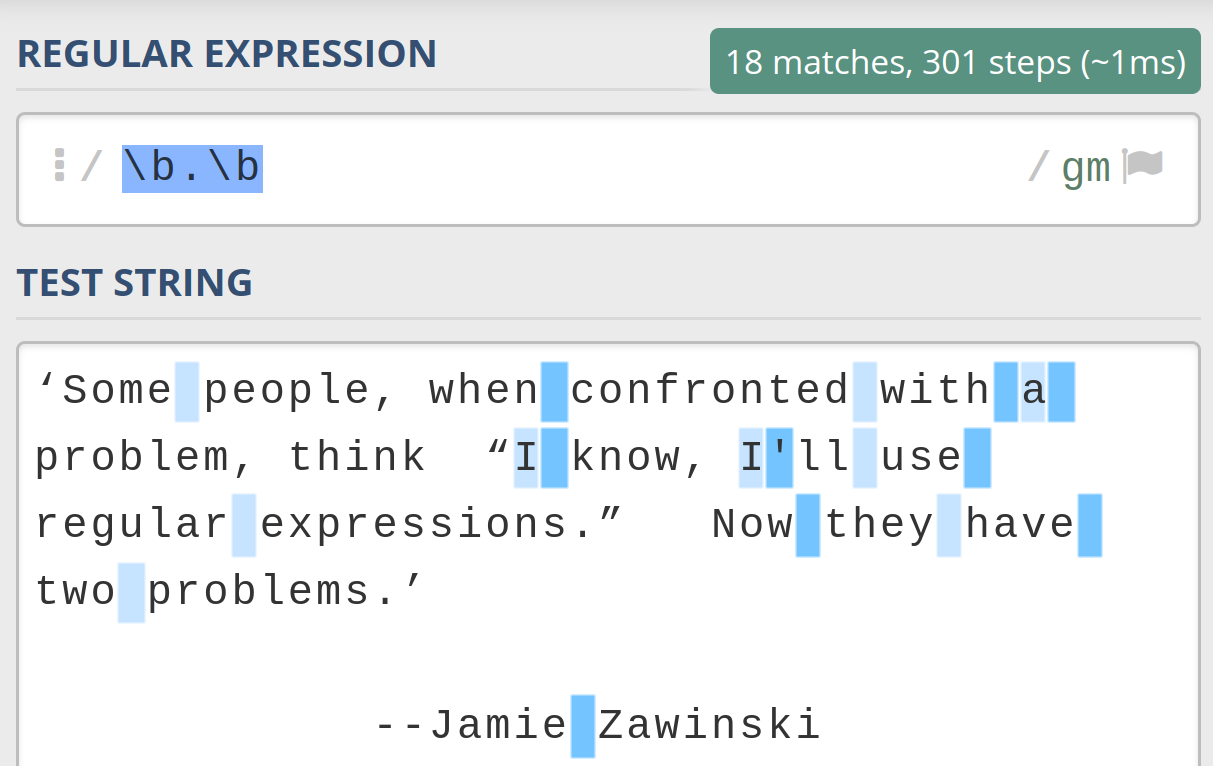 REGULAR EXPRESSION
18 matches, 301 steps (~1ms)
/ \b.\b / gm
TEST STRING
‘Some people, when confronted with a
problem, think  “I know, I'll use
regular expressions.”   Now they have
two problems.’
--Jamie Zawinski